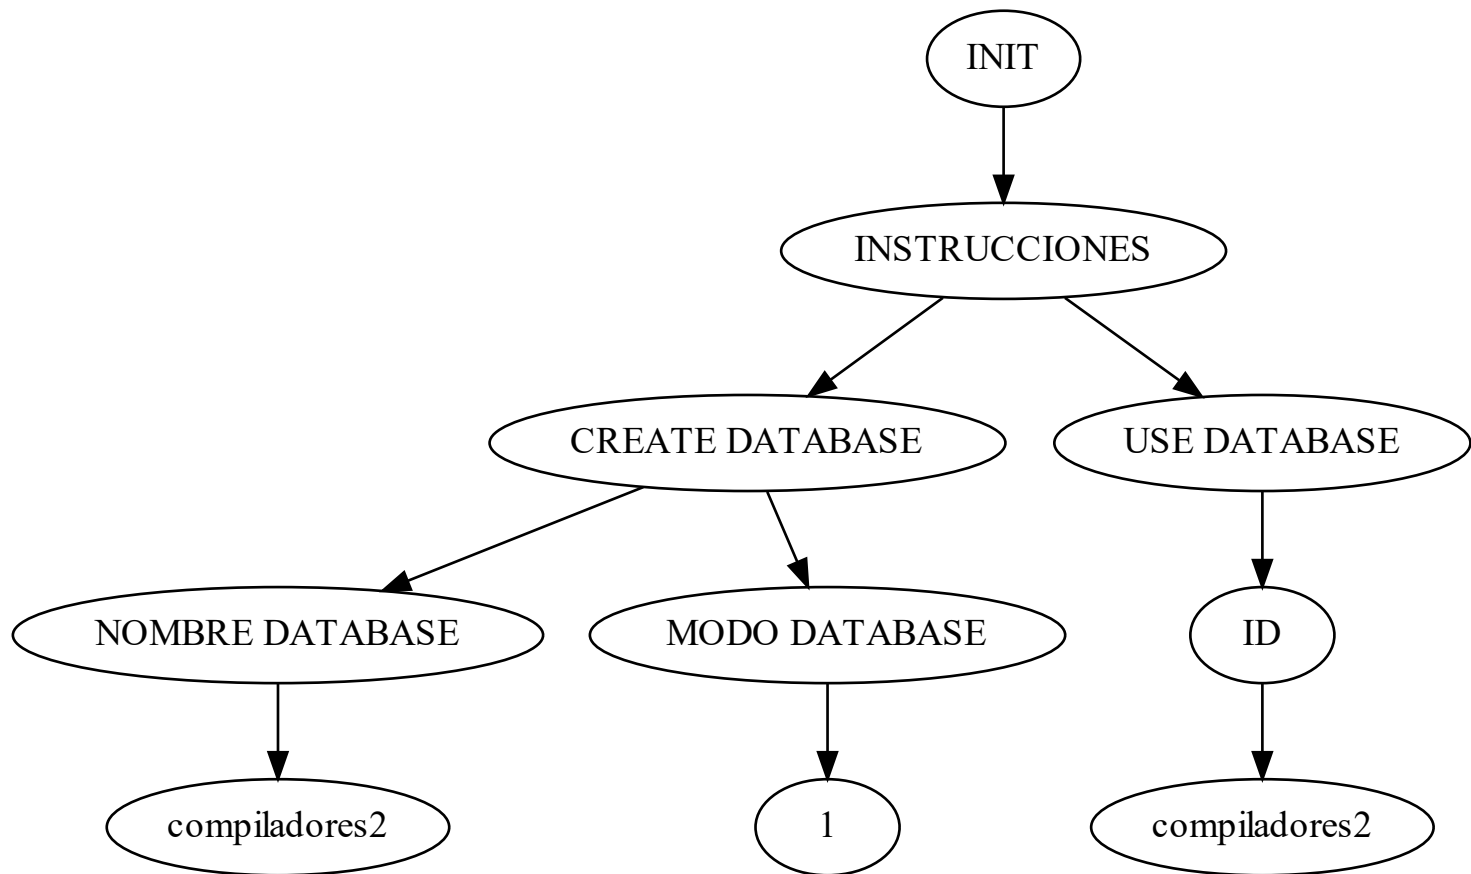 INIT
INSTRUCCIONES
CREATE DATABASE
USE DATABASE
NOMBRE DATABASE
MODO DATABASE
ID
compiladores2
1
compiladores2